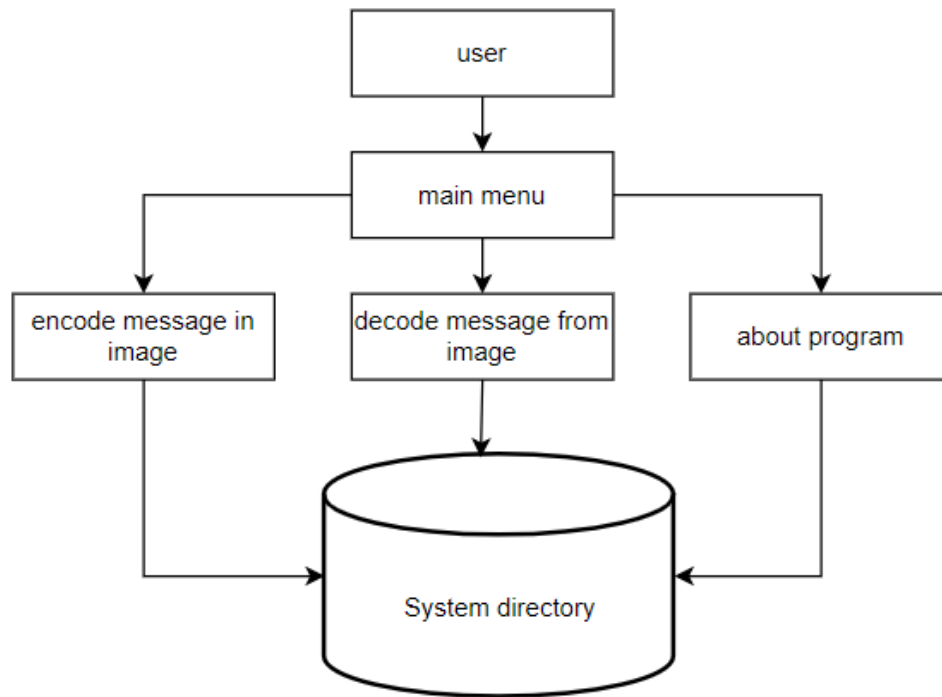 user
main menu
encode message in
image
decode message from
image
about program
System directory